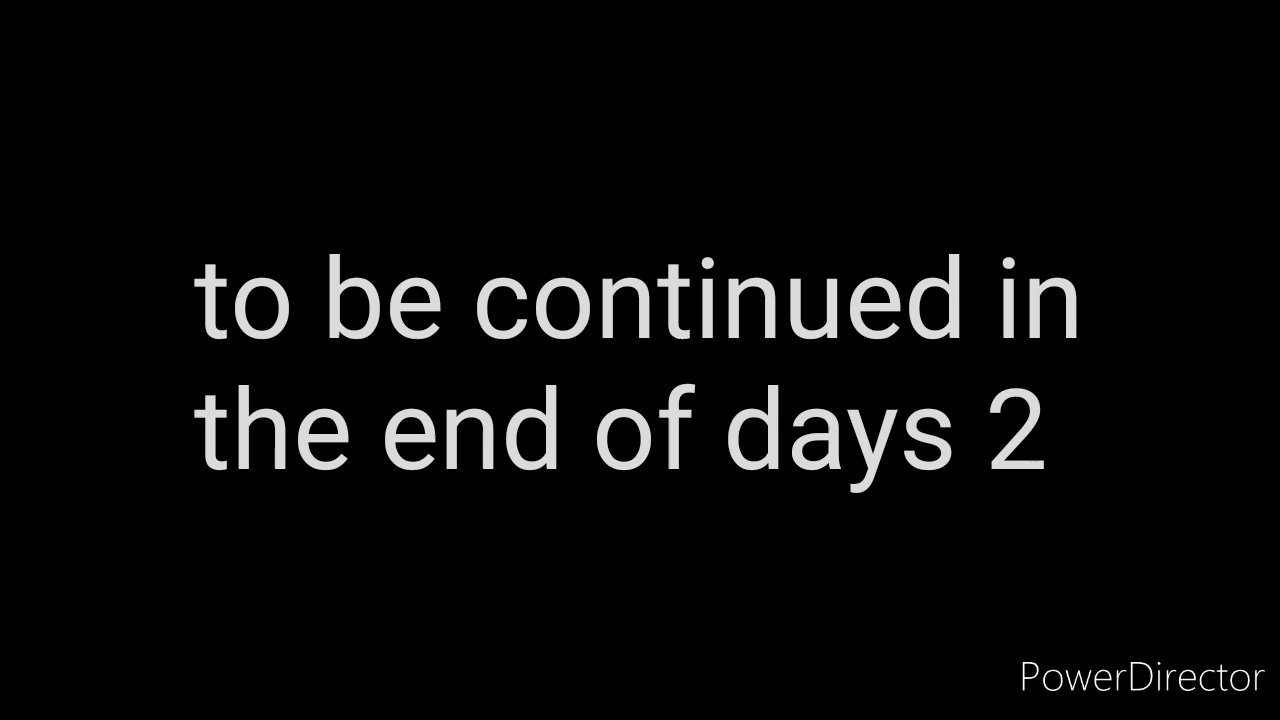 to be continued in
the end of days 2
PowerDirector